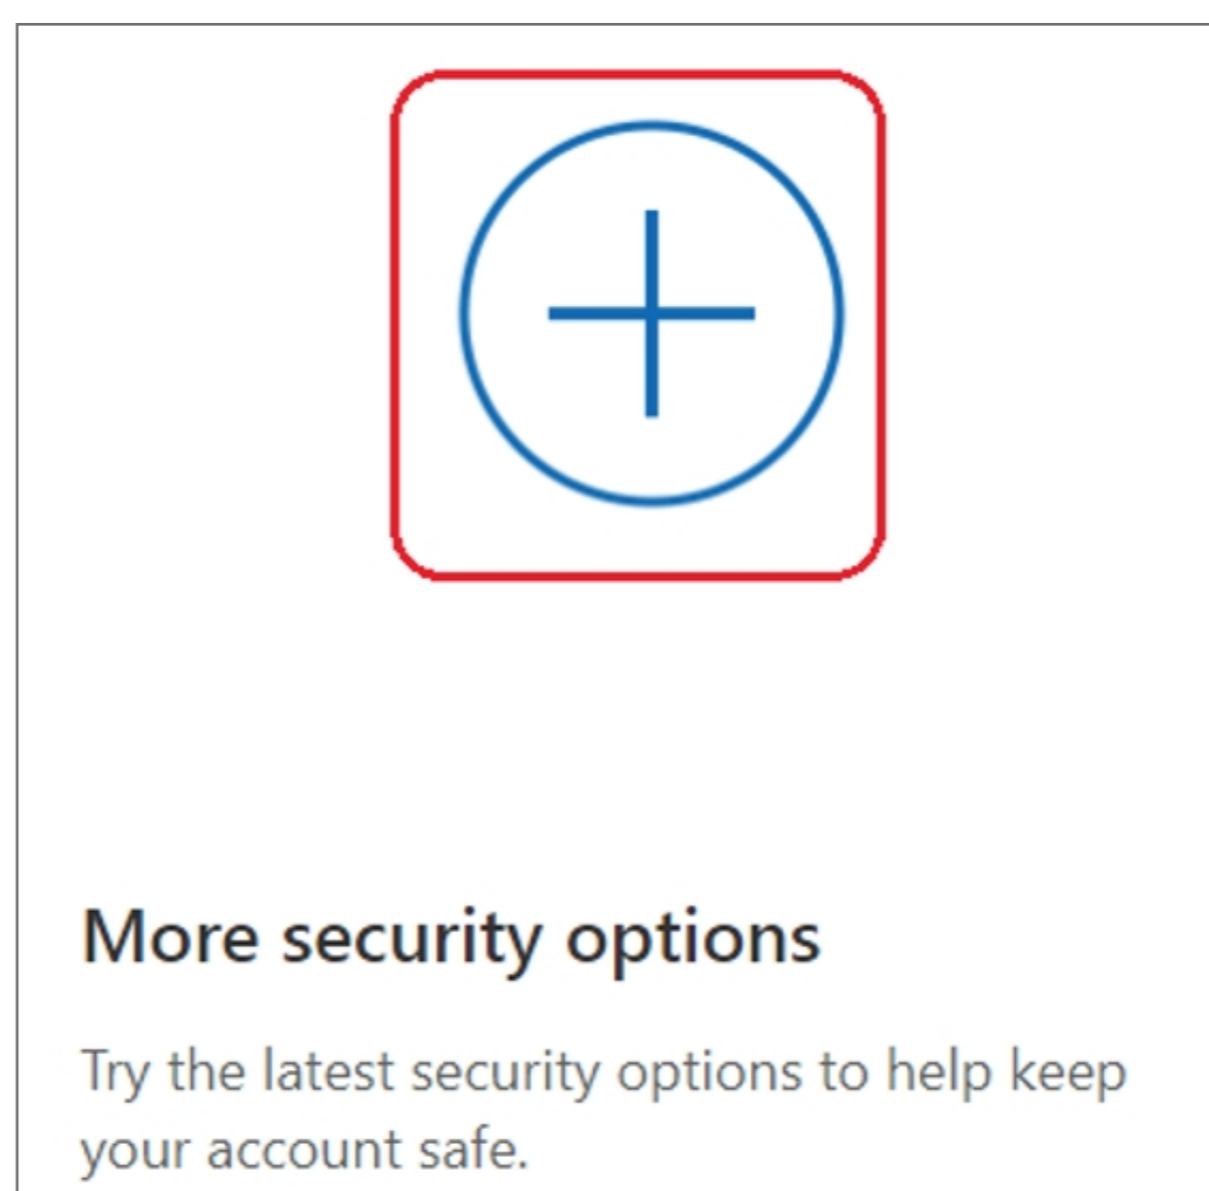 More security options
Try the latest security options to help keep
your account safe.